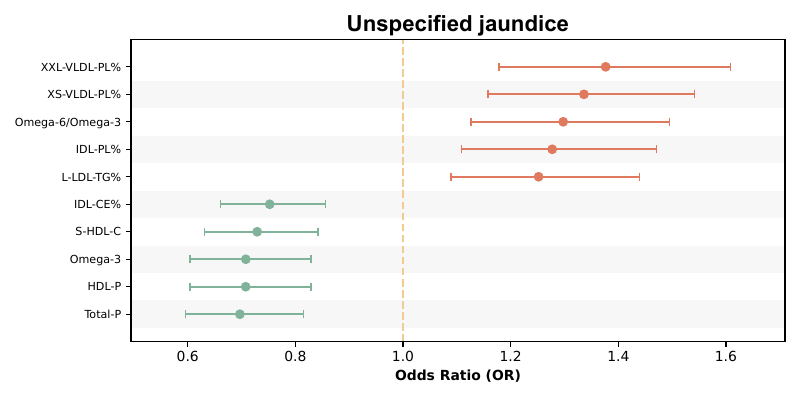 Unspecified jaundice
XXL-VLDL-PL%
XS-VLDL-PL%
Omega-6/Omega-3
IDL-PL%
L-LDL-TG%
IDL-CE%
S-HDL-C
Omega-3
HDL-P
Total-P
0.6 0.8 1.0 1.2 1.4 1.6
Odds Ratio (OR)